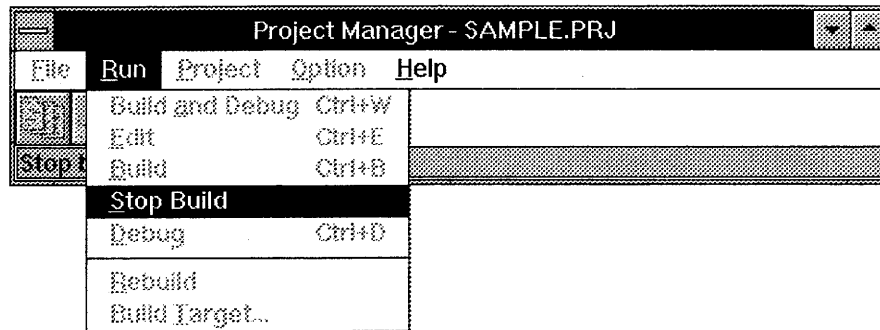 Project Manager - SAMPLE.PRJ
File Run Project Option Help
Build and Debug Ctrl+W
Edit Ctrl+E
Stop b
Build Ctrl+B
Stop Build
Debug Ctrl+D
Rebuild
Build Target...